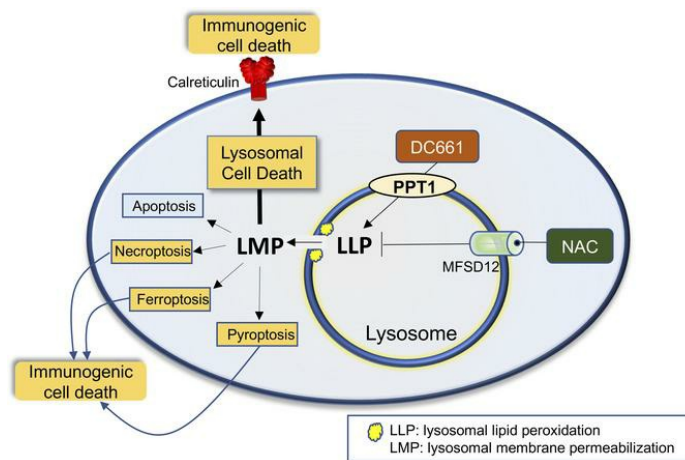 Immunogenic
cell death
Calreticulin
DC661
Lysosomal
Cell Death
PPT1
Apoptosis
LMP
LLP
NAC
Necroptosis
MFSD12
Ferroptosis
Pyroptosis
Lysosome
Immunogenic
cell death
LLP: lysosomal lipid peroxidation
LMP: lysosomal membrane permeabilization